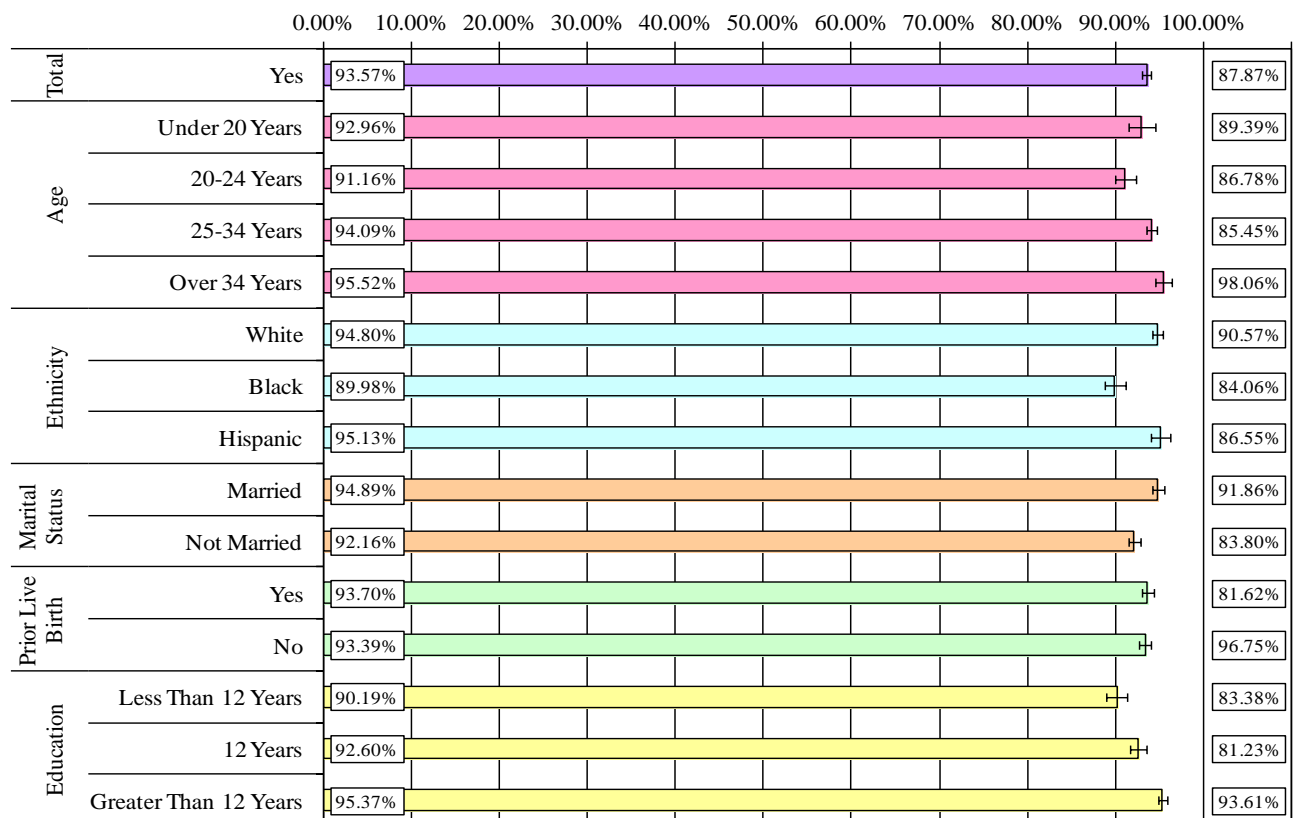 0.00% 10.00% 20.00% 30.00% 40.00% 50.00% 60.00% 70.00% 80.00% 90.00% 100.00%
Total
Yes 93.57% 87.87%
Age
Under 20 Years 92.96% 89.39%
20-24 Years 91.16% 86.78%
25-34 Years 94.09% 85.45%
Over 34 Years 95.52% 98.06%
Ethnicity
White 94.80% 90.57%
Black 89.98% 84.06%
Hispanic 95.13% 86.55%
Marital
Status
Married 94.89% 91.86%
Not Married 92.16% 83.80%
Prior Live
Birth
Yes 93.70% 81.62%
No 93.39% 96.75%
Education
Less Than 12 Years 90.19% 83.38%
12 Years 92.60% 81.23%
Greater Than 12 Years 95.37% 93.61%